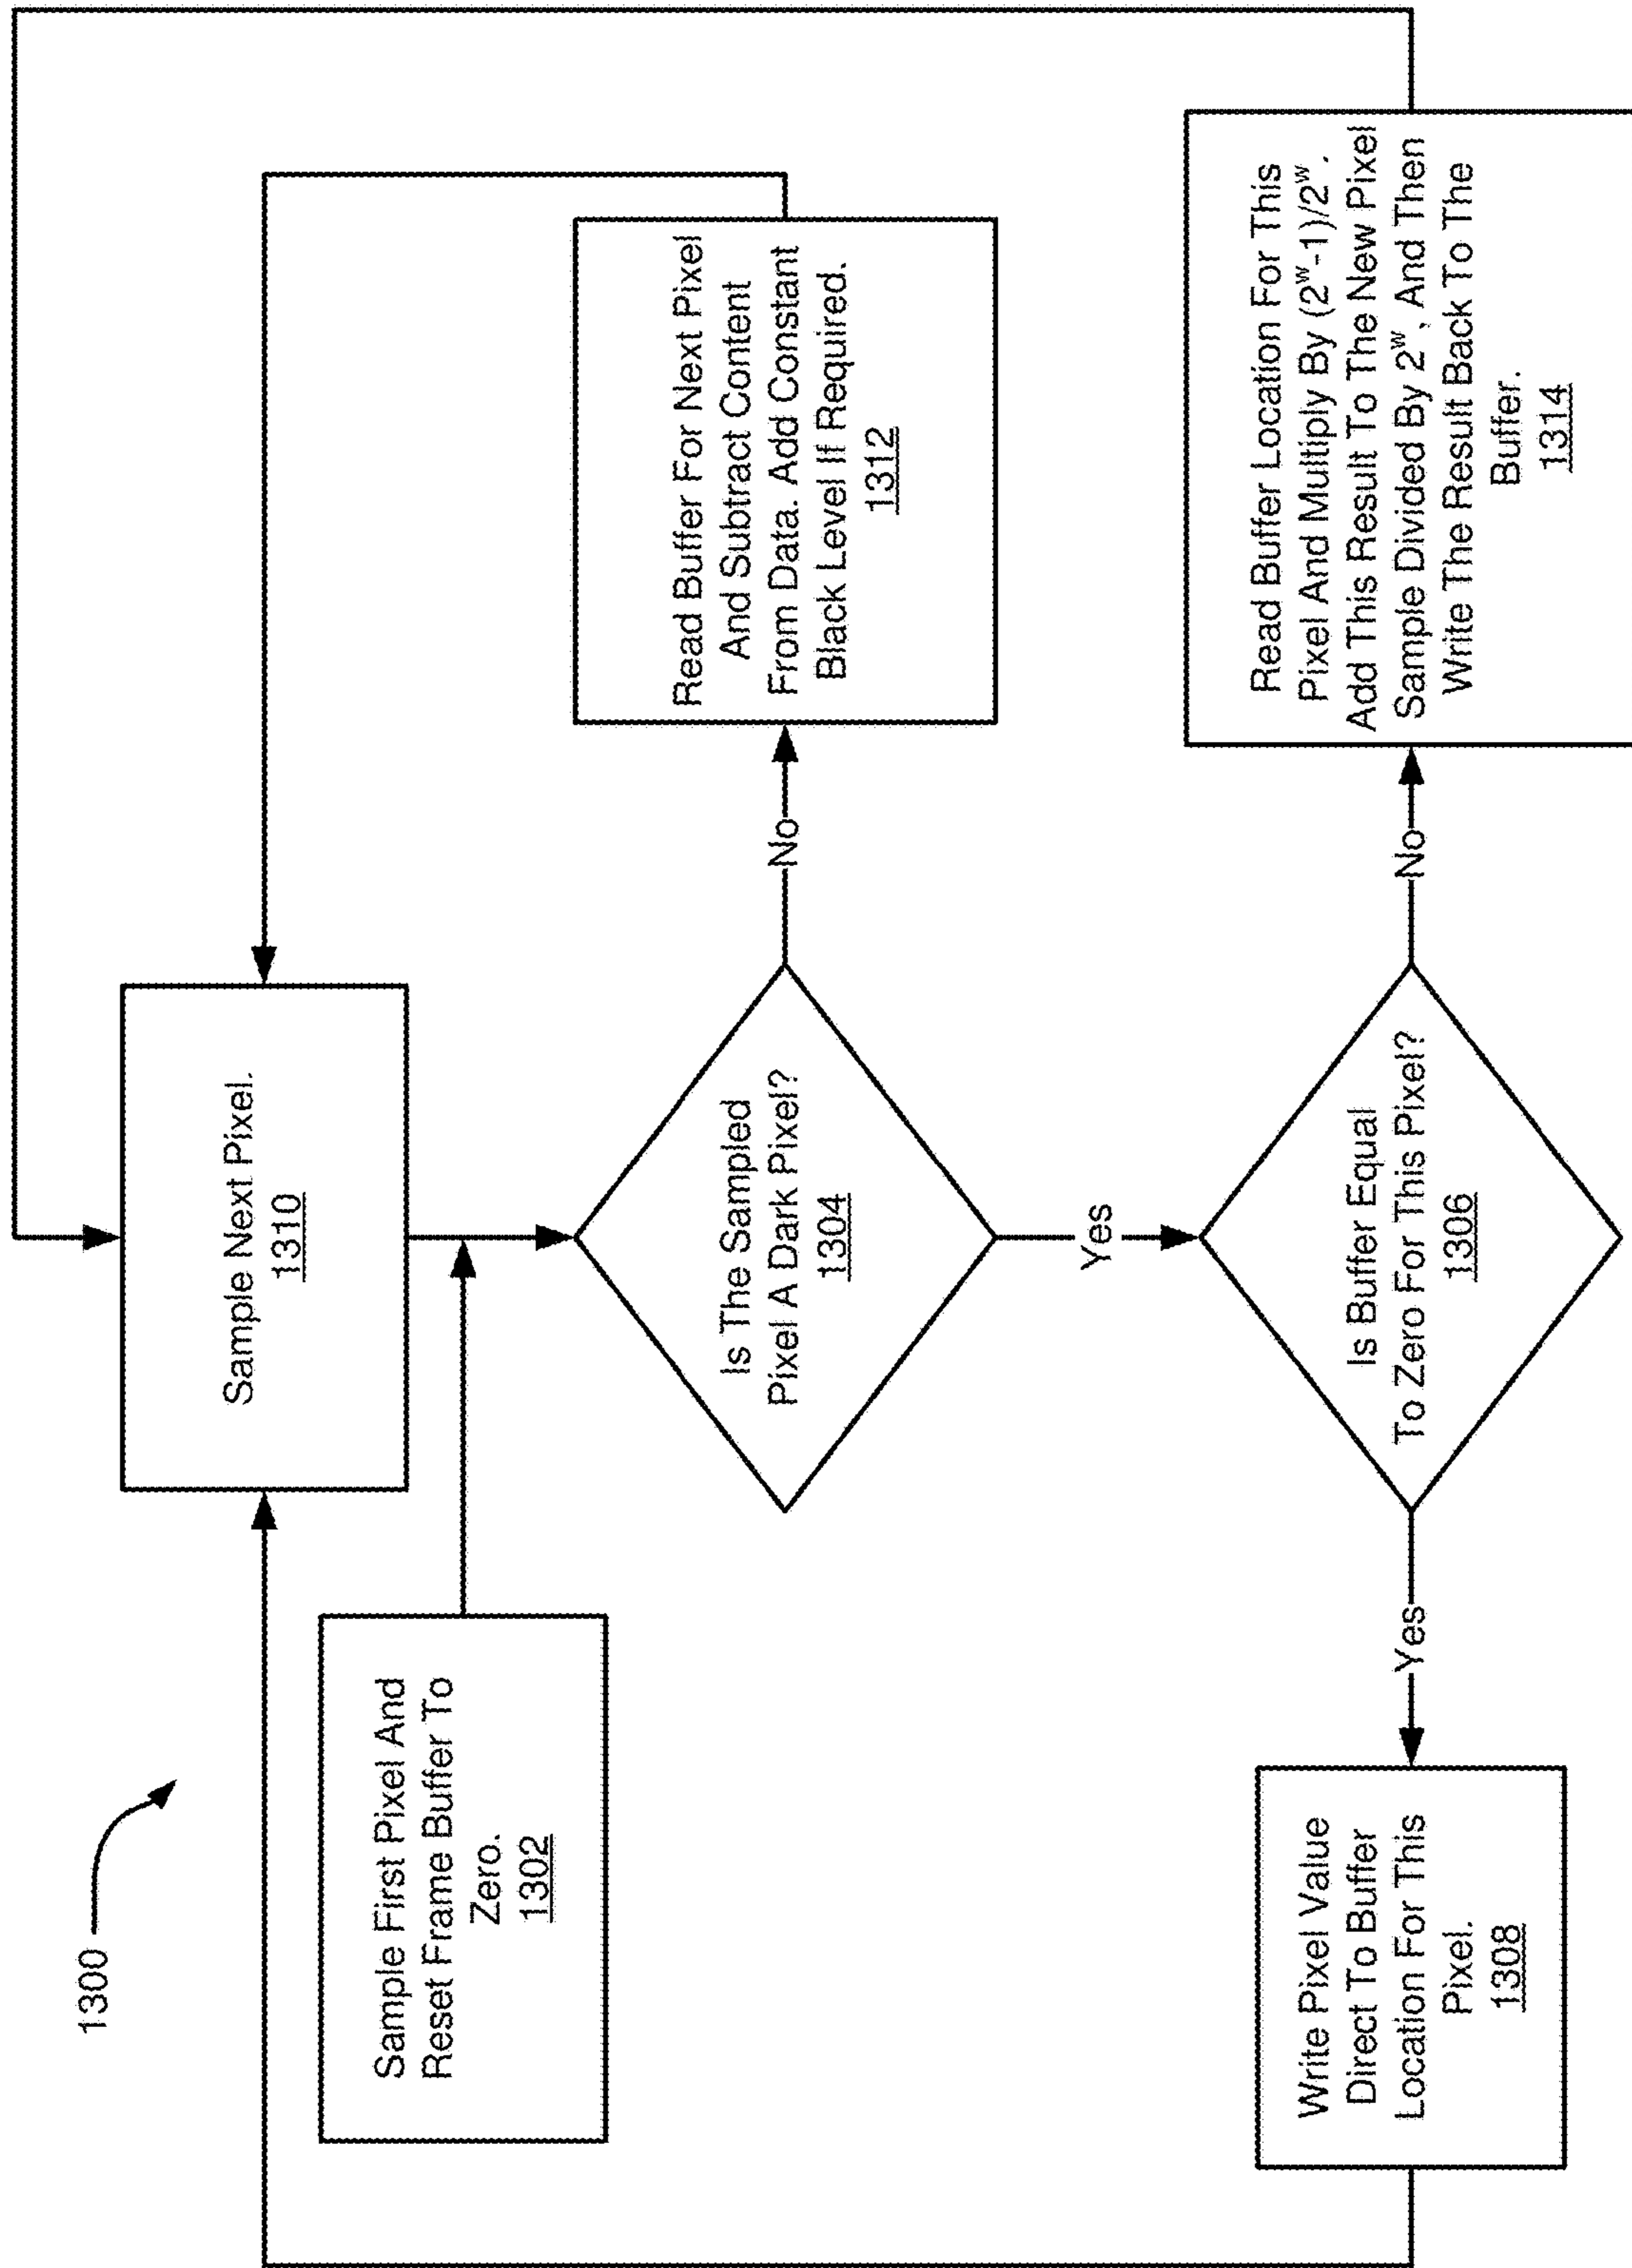 1300
Sample Next Pixel.
1310
Sample First Pixel And
Reset Frame Buffer To
Zero.
1302
Is The Sampled
Pixel A Dark Pixel?
1304
No
Read Buffer For Next Pixel
And Subtract Content
From Data. Add Constant
Black Level If Required.
1312
Yes
Is Buffer Equal
To Zero For This Pixel?
1306
Yes
Write Pixel Value
Direct To Buffer
Location For This
Pixel.
1308
No
Read Buffer Location For This
Pixel And Multiply By (2ʷ-1)/2ʷ.
Add This Result To The New Pixel
Sample Divided By 2ʷ, And Then
Write The Result Back To The
Buffer.
1314